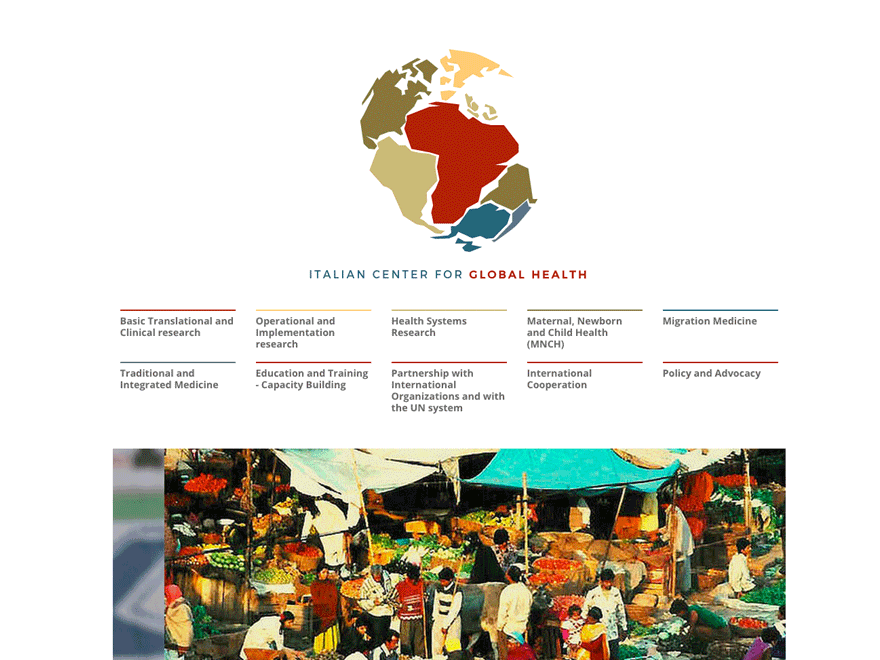 ITALIAN CENTER FOR GLOBAL HEALTH
Basic Translational and
Clinical research
Operational and
Implementation
research
Health Systems
Research
Maternal, Newborn
and Child Health
(MNCH)
Migration Medicine
Traditional and
Integrated Medicine
Education and Training
- Capacity Building
Partnership with
International
Organizations and with
the UN system
International
Cooperation
Policy and Advocacy